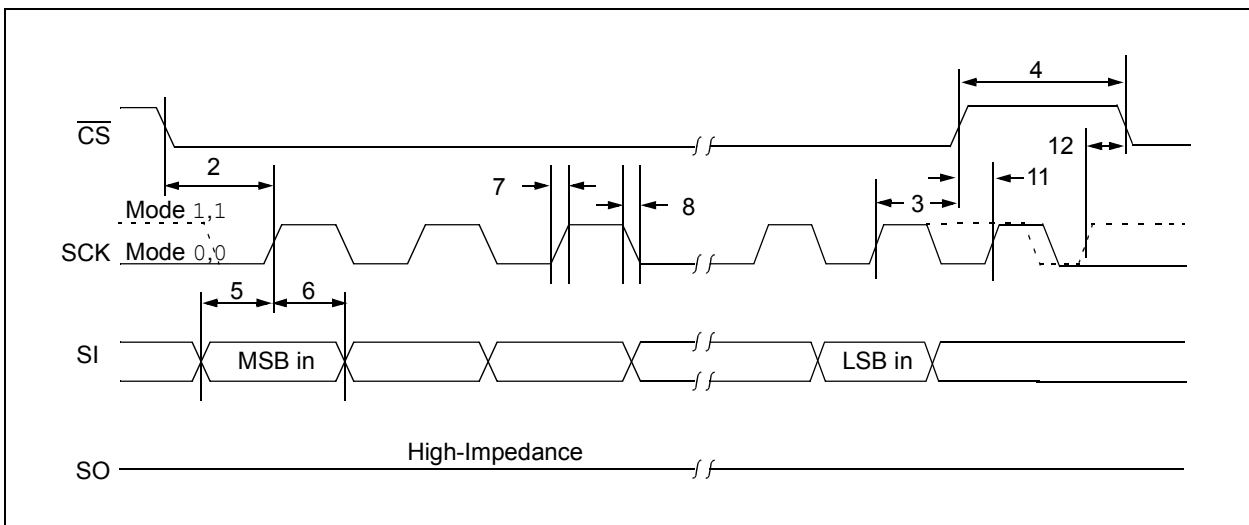 4
CS
12
2
7
8
3
11
Mode 1,1
SCK Mode 0,0
5
6
SI
MSB in
LSB in
High-Impedance
SO